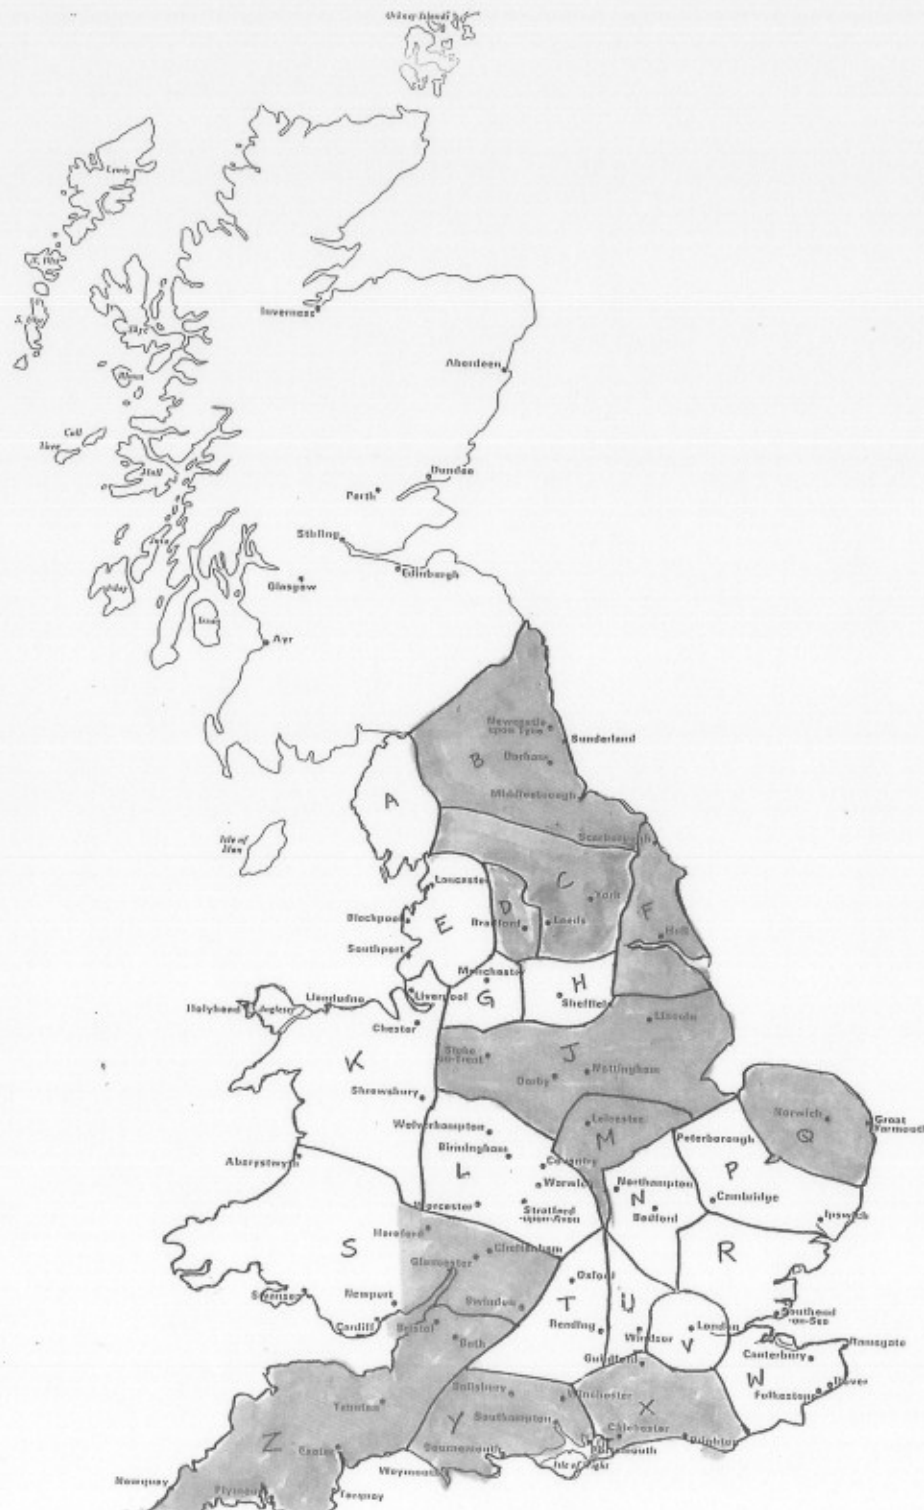 Orkney Islands
Lewis
Skye
Rhum
Coll
Mull
Inverness
Aberdeen
Dundee
Perth
Stirling
Edinburgh
Glasgow
Ayr
Newcastle
upon Tyne
Sunderland
B
Durham
Middlesbrough
A
Scarborough
Isle of
Man
Lancaster
C
York
D
F
Blackpool
E
Bradford
Leeds
Hull
Southport
Manchester
H
Holyhead
Anglesey
Llandudno
Liverpool
G
Sheffield
Chester
Lincoln
K
Stoke
on-Trent
J
Nottingham
Derby
Shrewsbury
Norwich
Great
Yarmouth
Q
Wolverhampton
Leicester
M
Peterborough
Birmingham
Aberystwyth
L
Coventry
P
Warwick
Northampton
N
Cambridge
Worcester
Stratford
-upon-Avon
Bedford
Ipswich
Hereford
S
Cheltenham
R
Gloucester
Oxford
Swansea
Newport
Swindon
T
U
Southend
-on-Sea
Cardiff
Bristol
Reading
Windsor
London
V
Bath
Ramsgate
Guildford
Canterbury
W
Dover
Folkestone
Salisbury
Winchester
X
Taunton
Y
Southampton
Chichester
Z
Exeter
Bournemouth
Portsmouth
Brighton
Isle of Wight
Weymouth
Newquay
Plymouth
Torquay